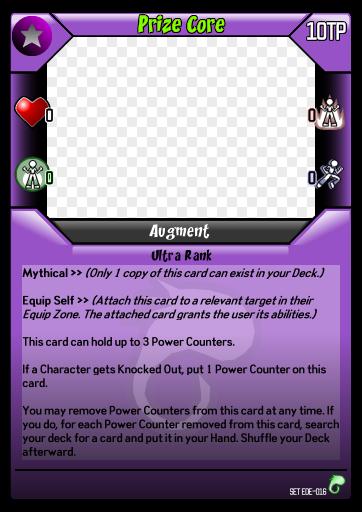 Prize Core
10TP
0
0
0
0
Augment
Ultra Rank
Mythical >> (Only 1 copy of this card can exist in your Deck.)
Equip Self >> (Attach this card to a relevant target in their
Equip Zone. The attached card grants the user its abilities.)
This card can hold up to 3 Power Counters.
If a Character gets Knocked Out, put 1 Power Counter on this
card.
You may remove Power Counters from this card at any time. If
you do, for each Power Counter removed from this card, search
your deck for a card and put it in your Hand. Shuffle your Deck
afterward.
SET EOE-016